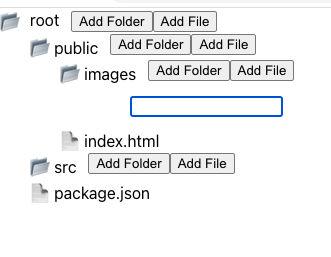 root Add Folder Add File
public Add Folder Add File
images Add Folder Add File
index.html
src Add Folder Add File
package.json